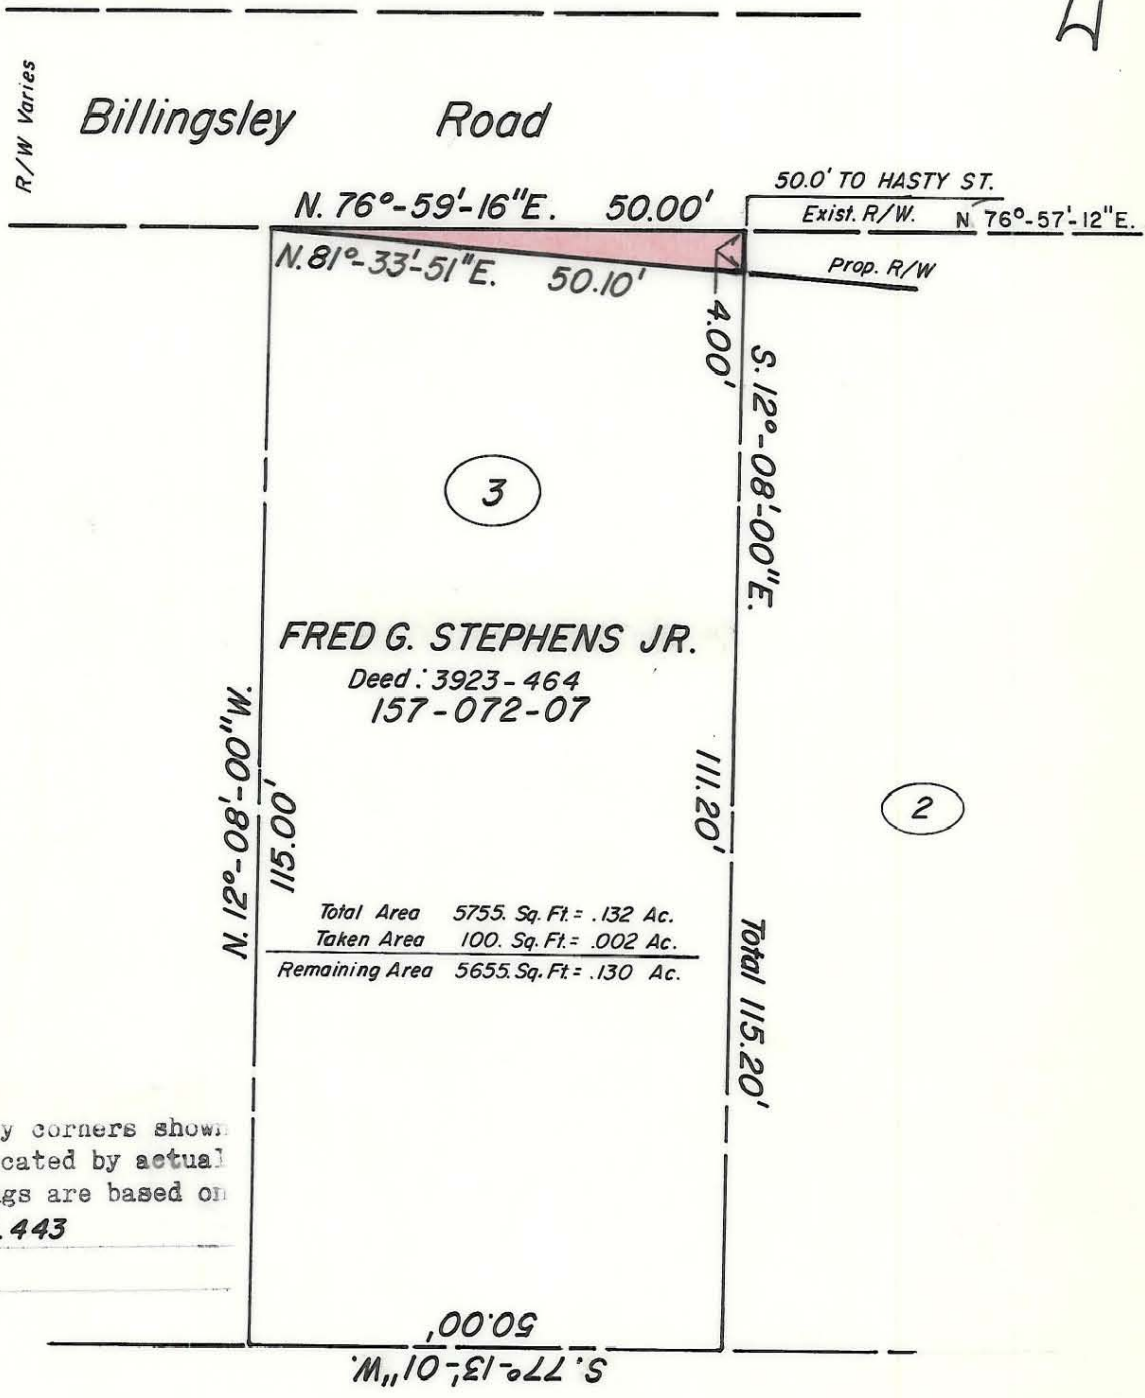 R/W Varies
Billingsley Road
50.0' TO HASTY ST.
N. 76°-59'-16"E. 50.00'
Exist. R/W. N. 76°-57'-12"E.
N.81°-33'-51"E. 50.10'
Prop. R/W
4.00'
S. 12°-08'-00"E.
3
FRED G. STEPHENS JR.
Deed: 3923-464
157-072-07
N. 12°-08'-00"W.
115.00'
111.20'
2
Total Area 5755. Sq. Ft. = .132 Ac.
Taken Area 100. Sq. Ft. = .002 Ac.
Remaining Area 5655. Sq. Ft. = .130 Ac.
Total 115.20'
y corners shown
cated by actual
gs are based on
.443
50.00'
S. 77°-13'-01"W.